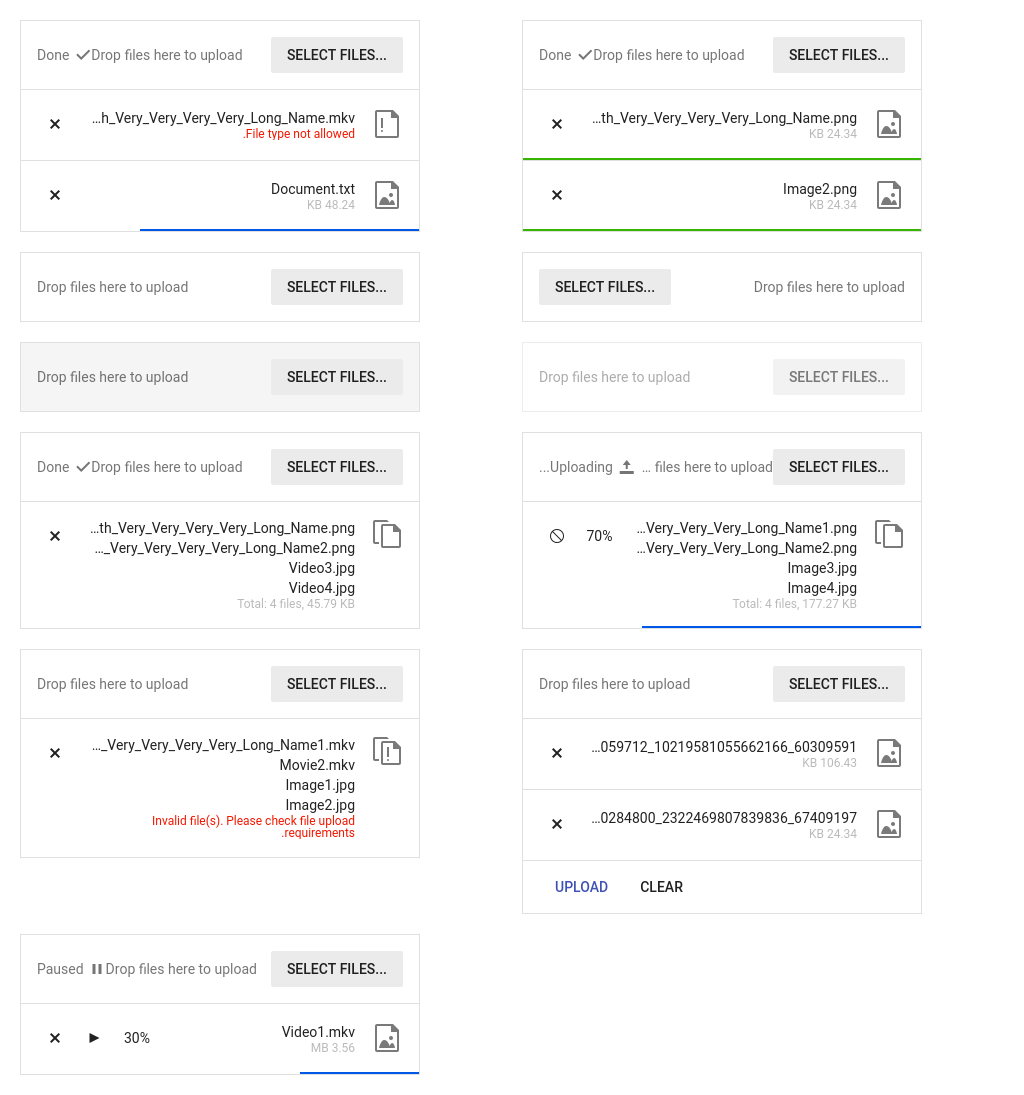 Done Drop files here to upload SELECT FILES...
...h_Very_Very_Very_Very_Long_Name.mkv
.File type not allowed
Document.txt
KB 48.24
Done Drop files here to upload SELECT FILES...
...th_Very_Very_Very_Very_Long_Name.png
KB 24.34
Image2.png
KB 24.34
Drop files here to upload SELECT FILES...
SELECT FILES... Drop files here to upload
Drop files here to upload SELECT FILES...
Drop files here to upload SELECT FILES...
Done Drop files here to upload SELECT FILES...
...th_Very_Very_Very_Very_Long_Name.png
..._Very_Very_Very_Very_Long_Name2.png
Video3.jpg
Video4.jpg
Total: 4 files, 45.79 KB
...Uploading ... files here to upload SELECT FILES...
70% ...Very_Very_Very_Long_Name1.png
...Very_Very_Very_Long_Name2.png
Image3.jpg
Image4.jpg
Total: 4 files, 177.27 KB
Drop files here to upload SELECT FILES...
..._Very_Very_Very_Very_Long_Name1.mkv
Movie2.mkv
Image1.jpg
Image2.jpg
Invalid file(s). Please check file upload
.requirements
Drop files here to upload SELECT FILES...
...059712_10219581055662166_60309591
KB 106.43
...0284800_2322469807839836_67409197
KB 24.34
UPLOAD CLEAR
Paused Drop files here to upload SELECT FILES...
30% Video1.mkv
MB 3.56